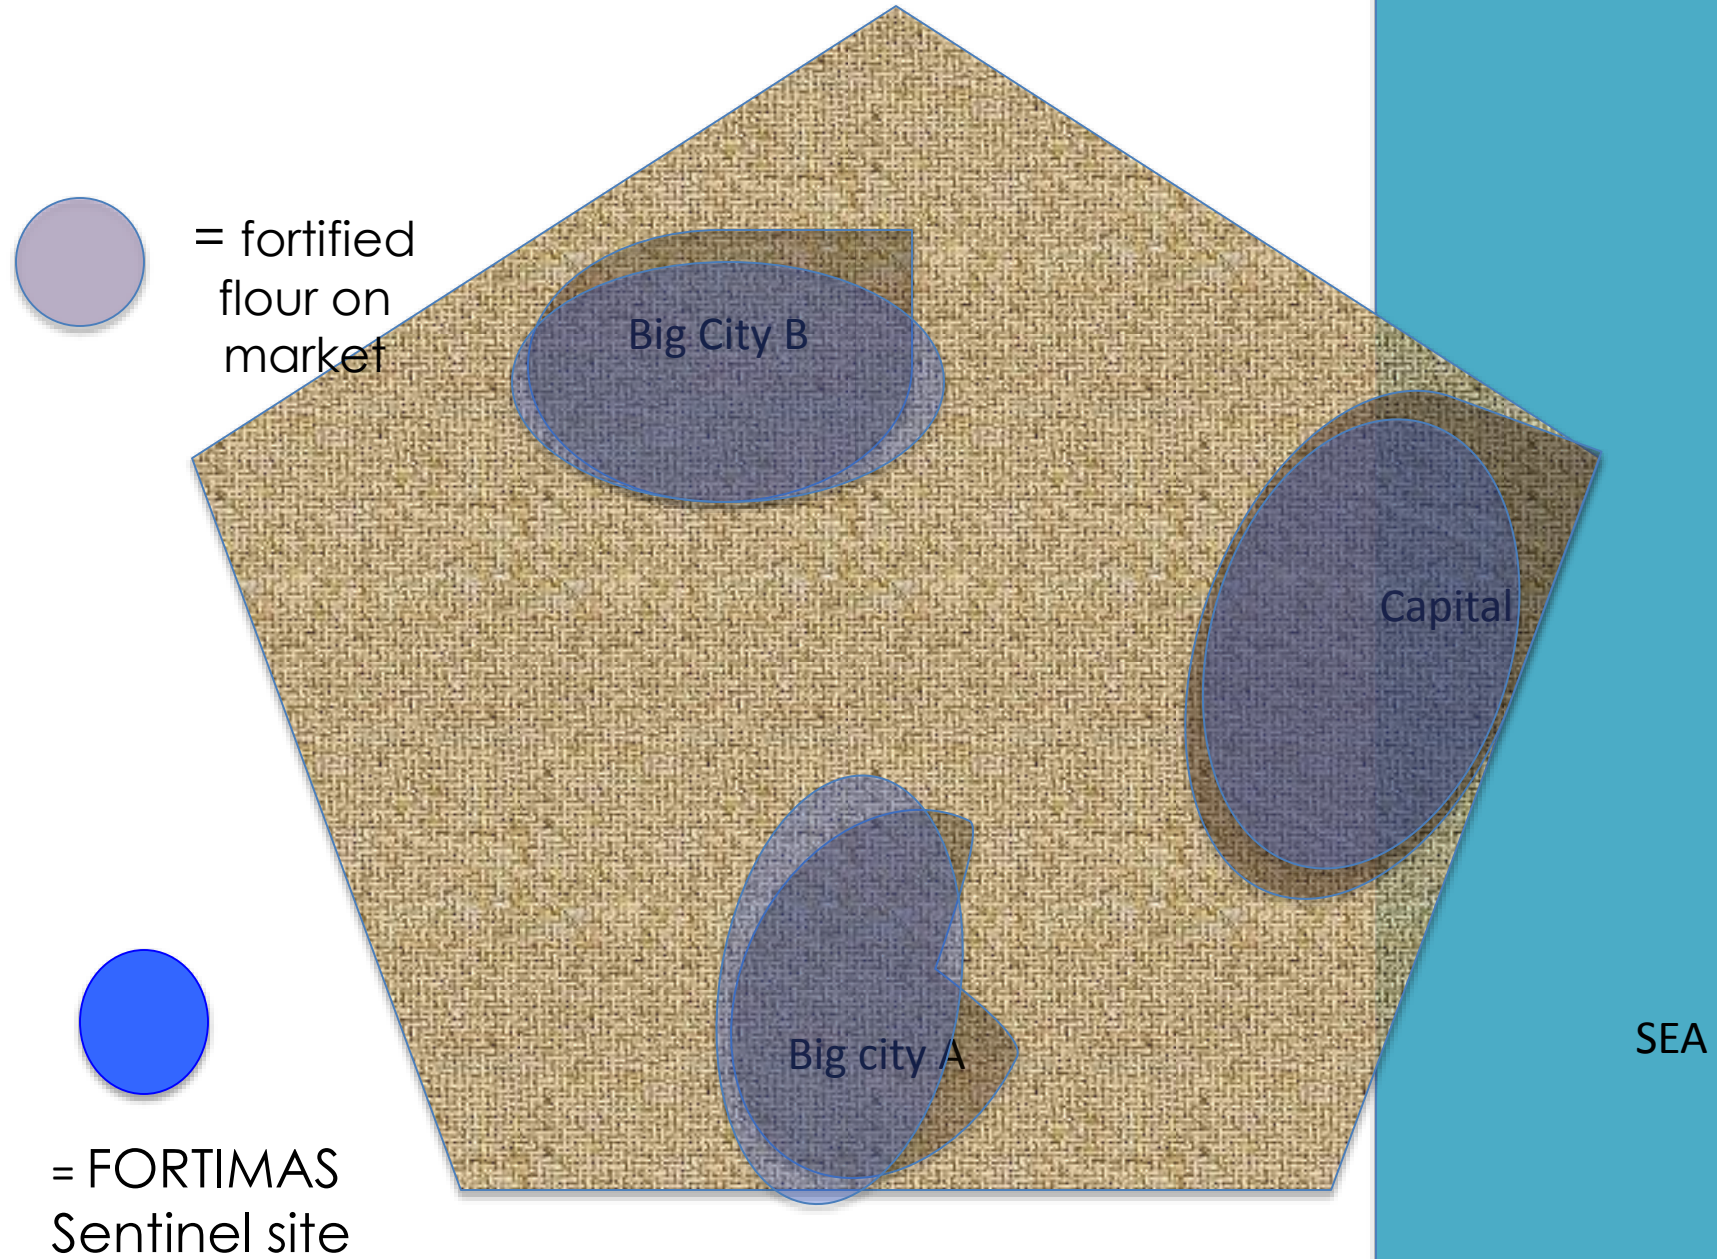 = fortified
flour on
market
Big City B
Capital
Big city A
SEA
= FORTIMAS
Sentinel site